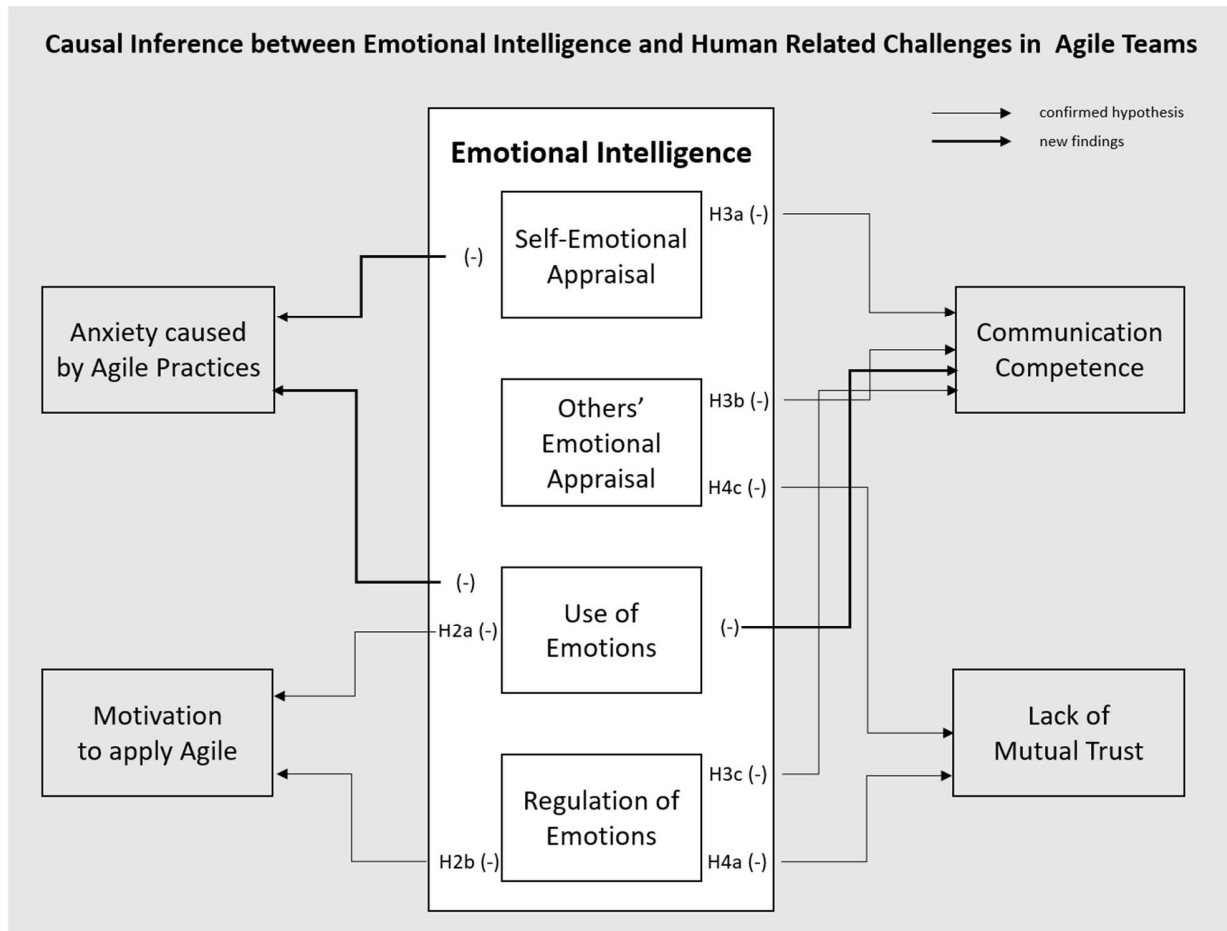 Causal Inference between Emotional Intelligence and Human Related Challenges in Agile Teams
confirmed hypothesis
new findings
Emotional Intelligence
Self-Emotional
Appraisal
H3a (-)
(-)
Anxiety caused
by Agile Practices
Communication
Competence
Others’
Emotional
Appraisal
H3b (-)
H4c (-)
(-)
H2a (-)
Use of
Emotions
(-)
Motivation
to apply Agile
Lack of
Mutual Trust
Regulation of
Emotions
H3c (-)
H2b (-)
H4a (-)